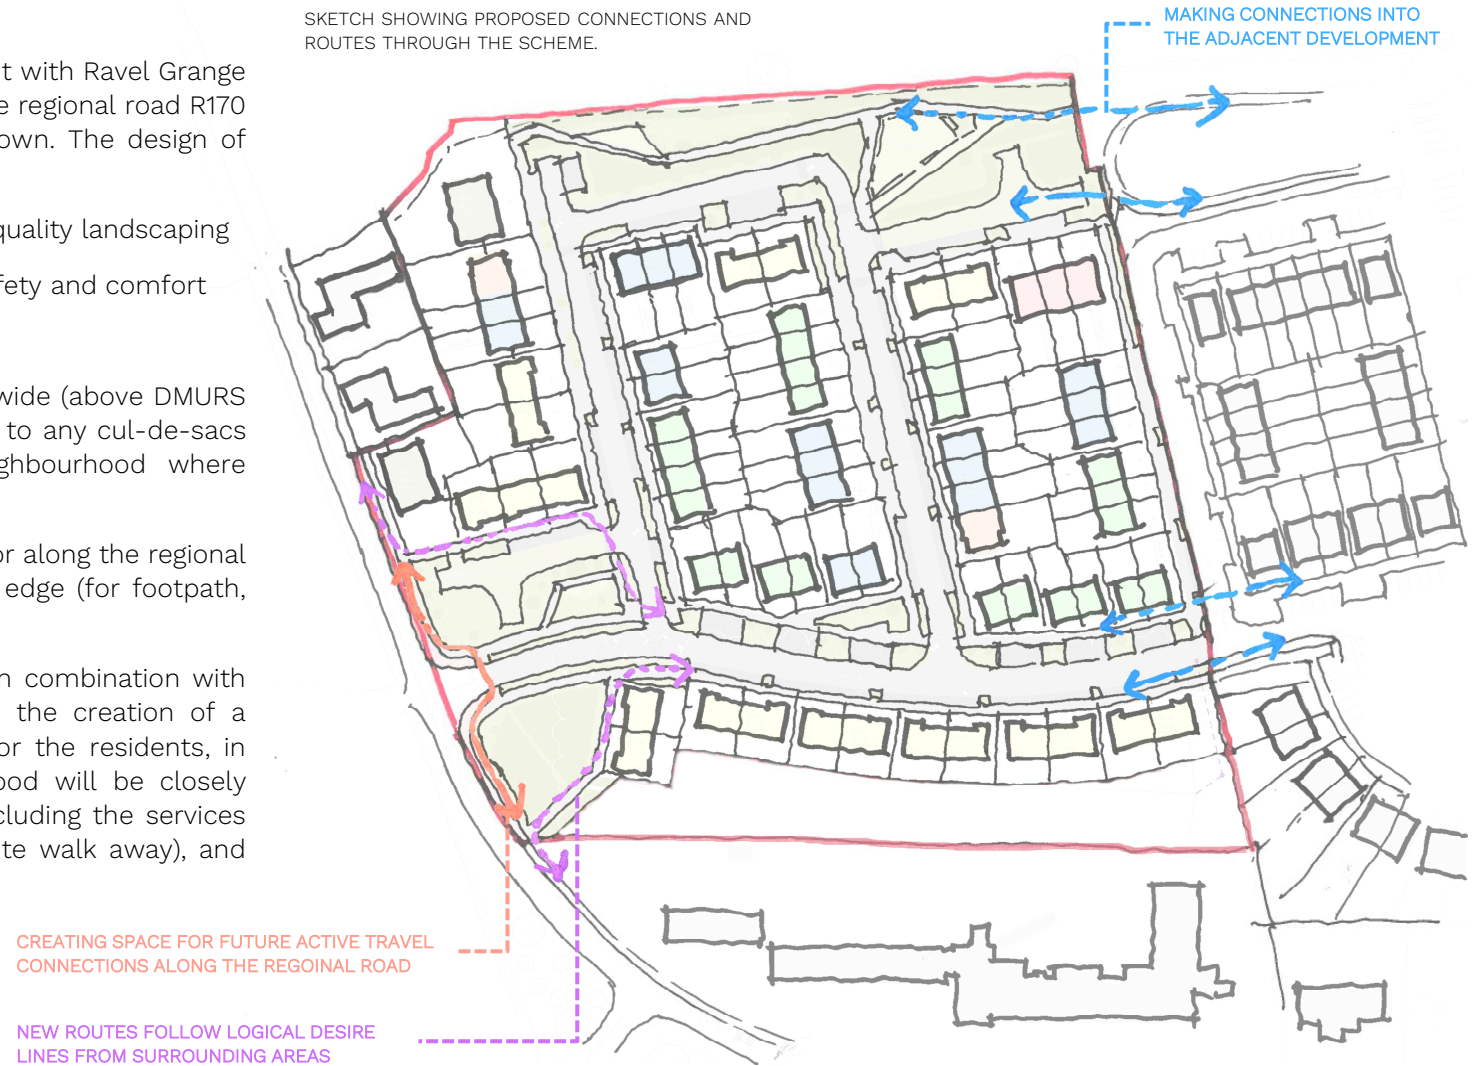 SKETCH SHOWING PROPOSED CONNECTIONS AND
ROUTES THROUGH THE SCHEME.
MAKING CONNECTIONS INTO
THE ADJACENT DEVELOPMENT
t with Ravel Grange
e regional road R170
own. The design of
quality landscaping
fety and comfort
wide (above DMURS
to any cul-de-sacs
ghbourhood where
or along the regional
edge (for footpath,
n combination with
the creation of a
or the residents, in
ood will be closely
cluding the services
te walk away), and
CREATING SPACE FOR FUTURE ACTIVE TRAVEL
CONNECTIONS ALONG THE REGOINAL ROAD
NEW ROUTES FOLLOW LOGICAL DESIRE
LINES FROM SURROUNDING AREAS